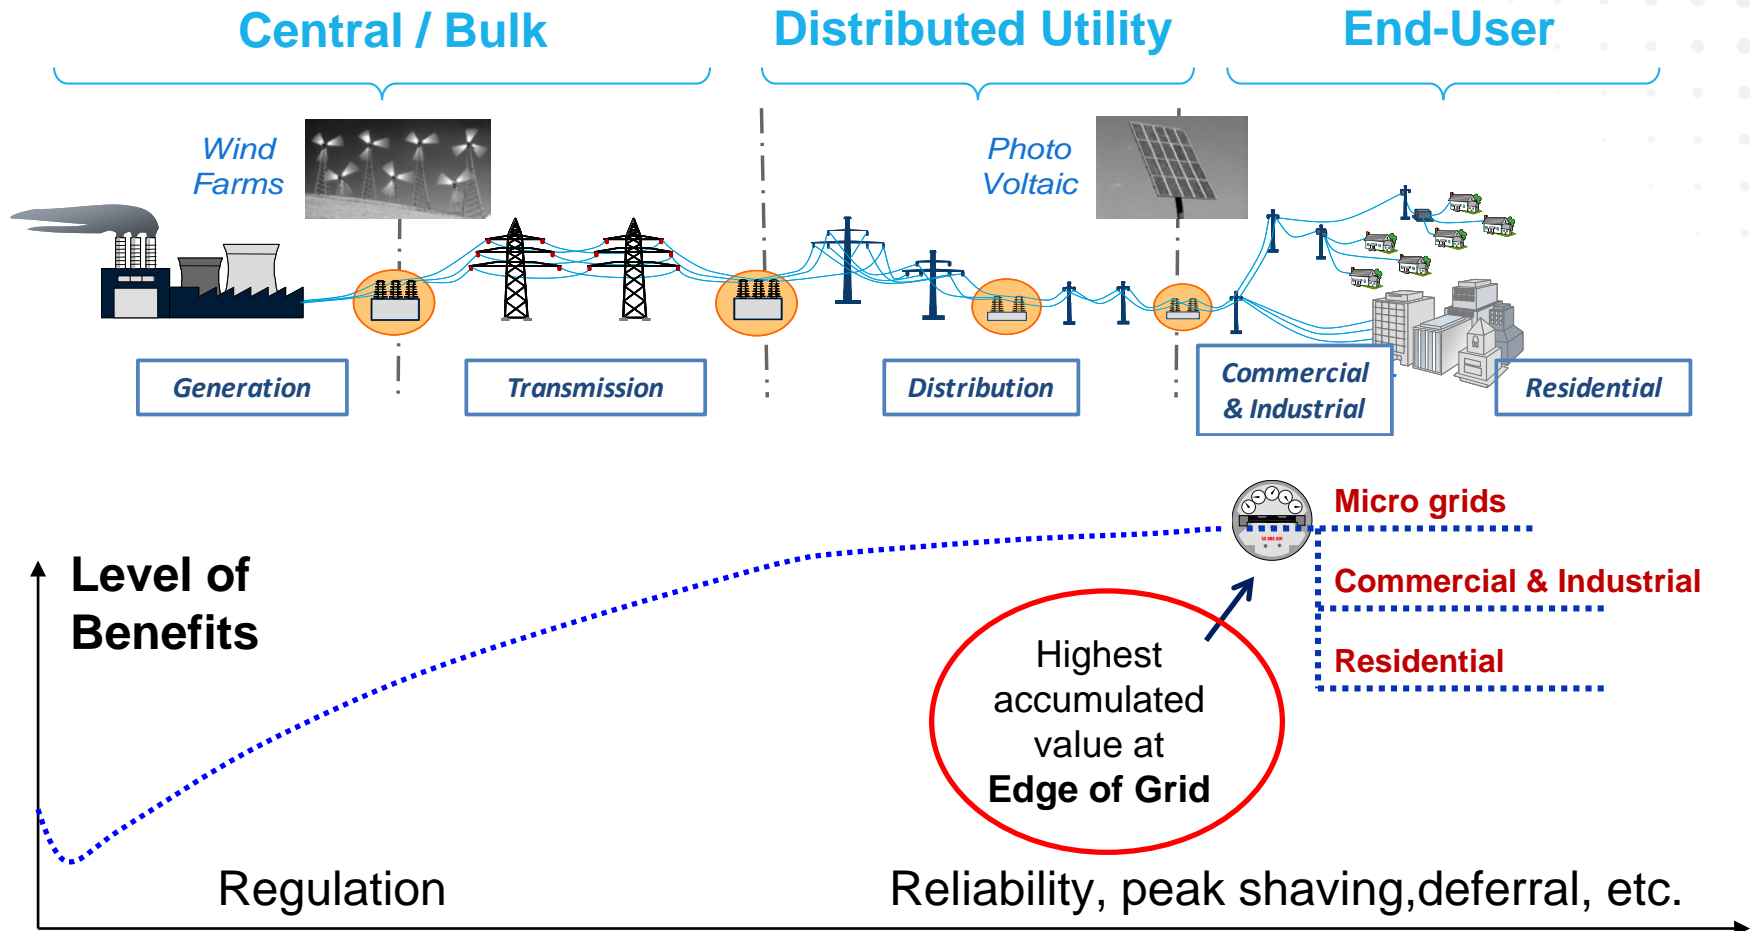 Central / Bulk
Distributed Utility
End-User
Wind
Farms
Photo
Voltaic
Generation
Transmission
Distribution
Commercial
& Industrial
Residential
Micro grids
Commercial & Industrial
Residential
Level of
Benefits
Highest
accumulated
value at
Edge of Grid
Regulation
Reliability, peak shaving,deferral, etc.